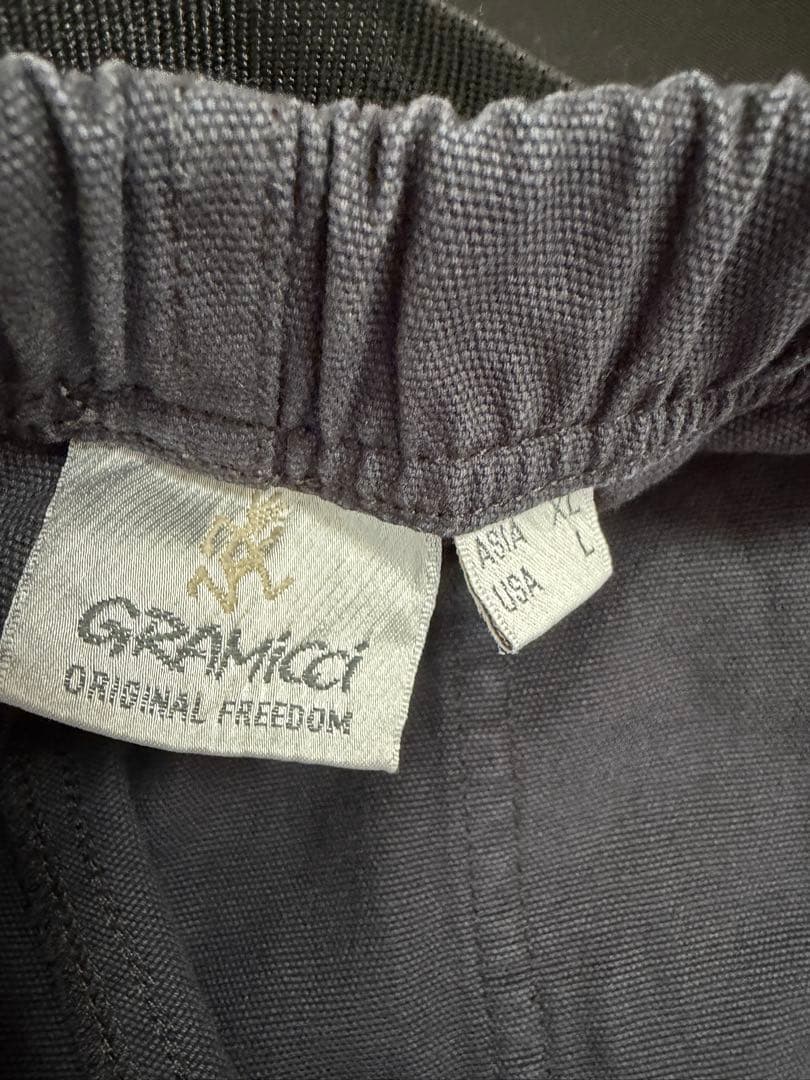 GRAMiCCi
ORIGINAL FREEDOM
ASIA XL
USA L